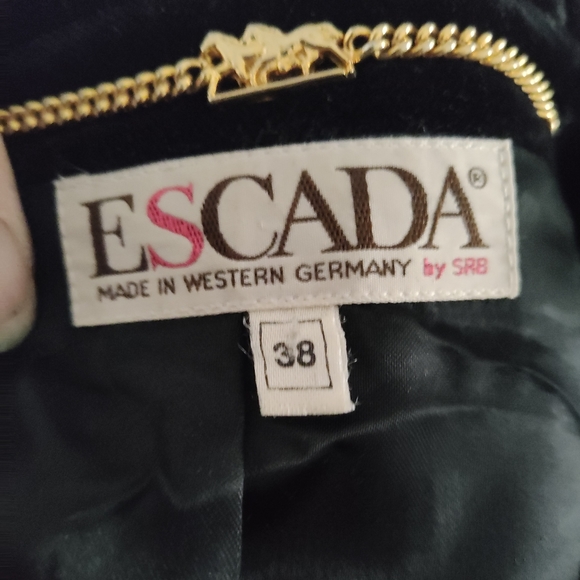 ESCADA®
MADE IN WESTERN GERMANY by SRB
38